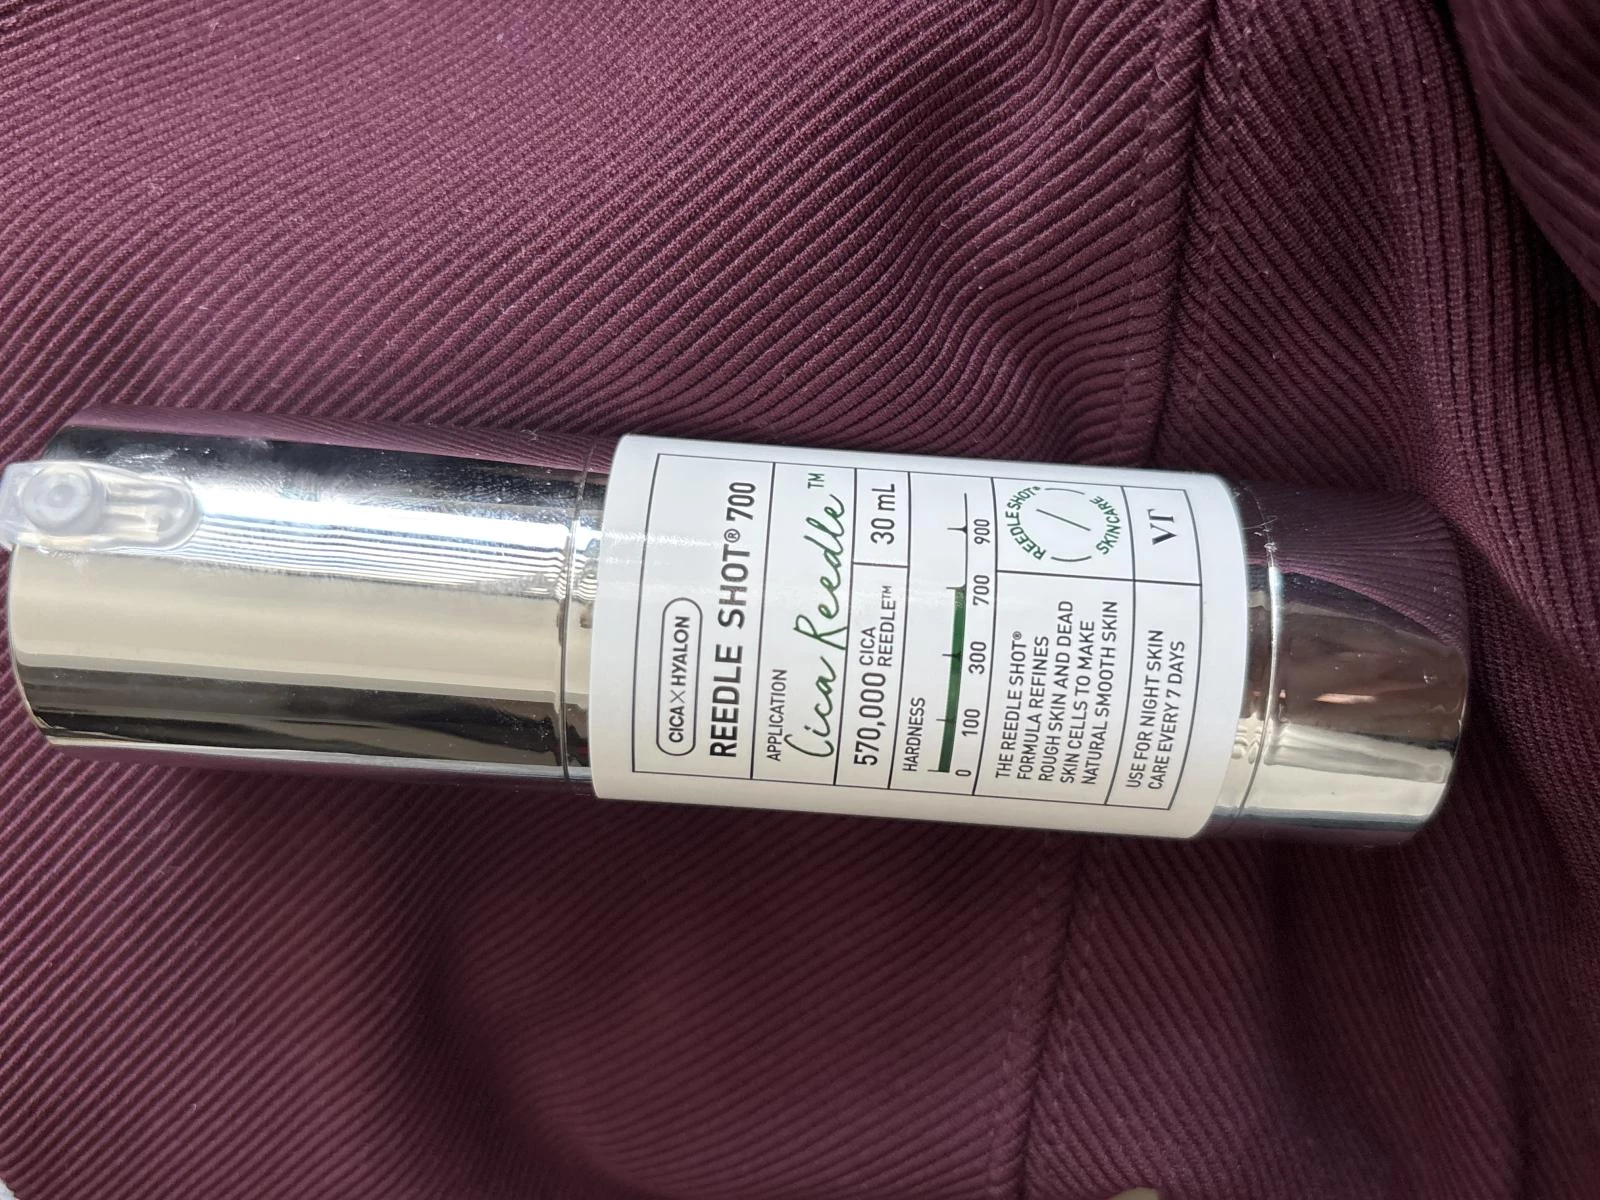 CICA X HYALON
REEDLE SHOT® 700
APPLICATION
Cica Reedle™
570,000 CICA
REEDLE™
30 mL
HARDNESS
0 100 300 700 900
THE REEDLE SHOT®
FORMULA REFINES
ROUGH SKIN AND DEAD
SKIN CELLS TO MAKE
NATURAL SMOOTH SKIN
REEDLE SHOT®
SKINCARE
USE FOR NIGHT SKIN
CARE EVERY 7 DAYS
VT